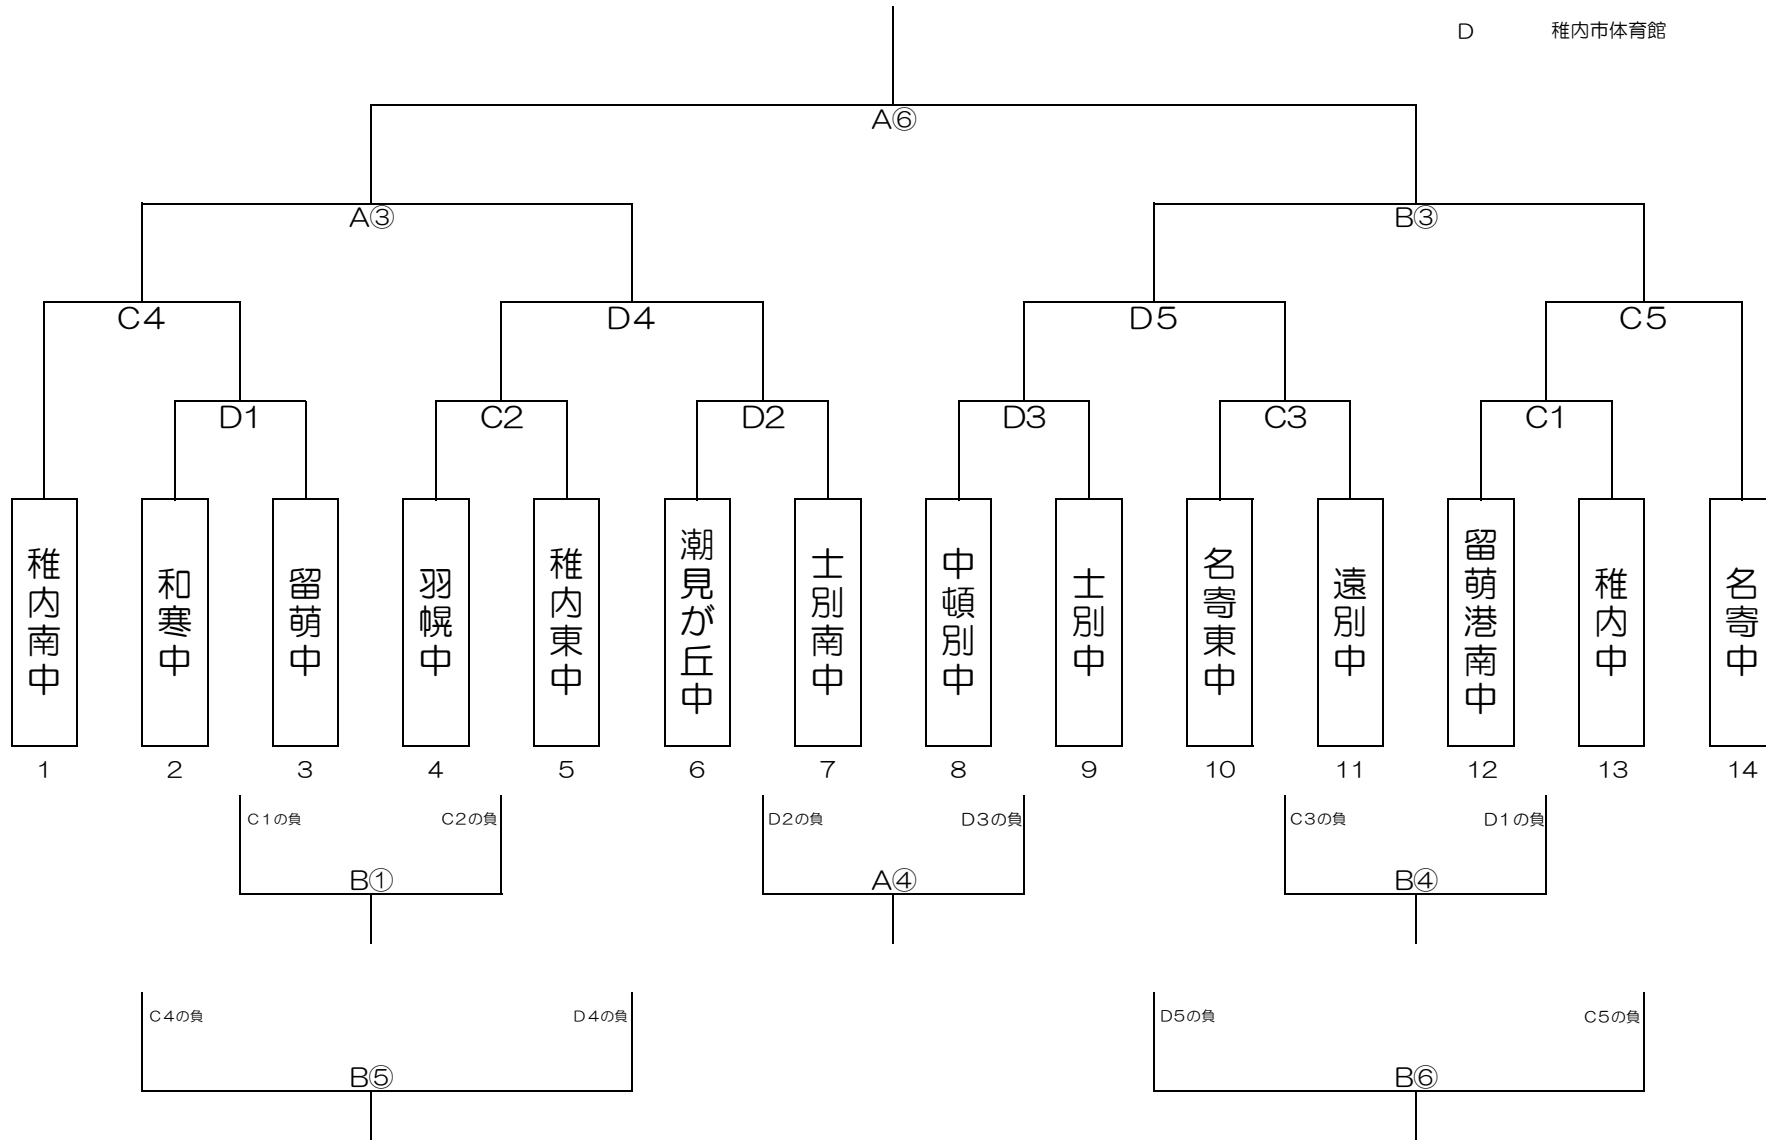 D 稚内市体育館
A⑥
A③ B③
C4 D4 D5 C5
D1 C2 D2 D3 C3 C1
稚内南中
和寒中
留萌中
羽幌中
稚内東中
潮見が丘中
士別南中
中頓別中
士別中
名寄東中
遠別中
留萌港南中
稚内中
名寄中
1 2 3 4 5 6 7 8 9 10 11 12 13 14
C1の負 C2の負 D2の負 D3の負 C3の負 D1の負
B① A④ B④
C4の負 D4の負 D5の負 C5の負
B⑤ B⑥